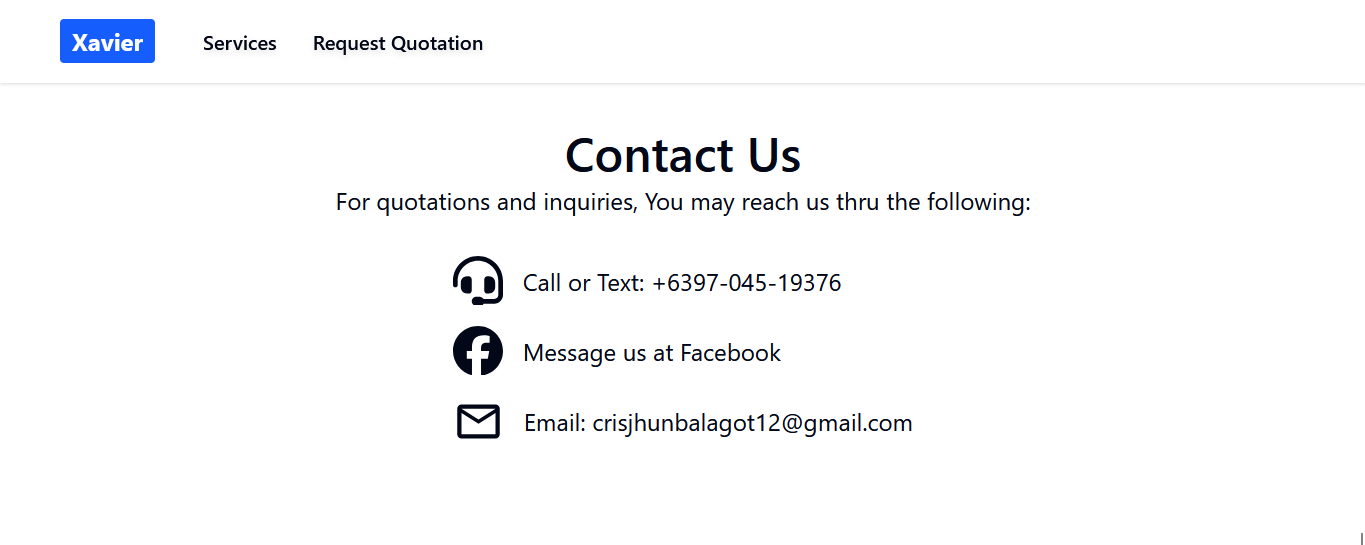 Xavier Services Request Quotation
Contact Us
For quotations and inquiries, You may reach us thru the following:
Call or Text: +6397-045-19376
Message us at Facebook
Email: crisjhunbalagot12@gmail.com